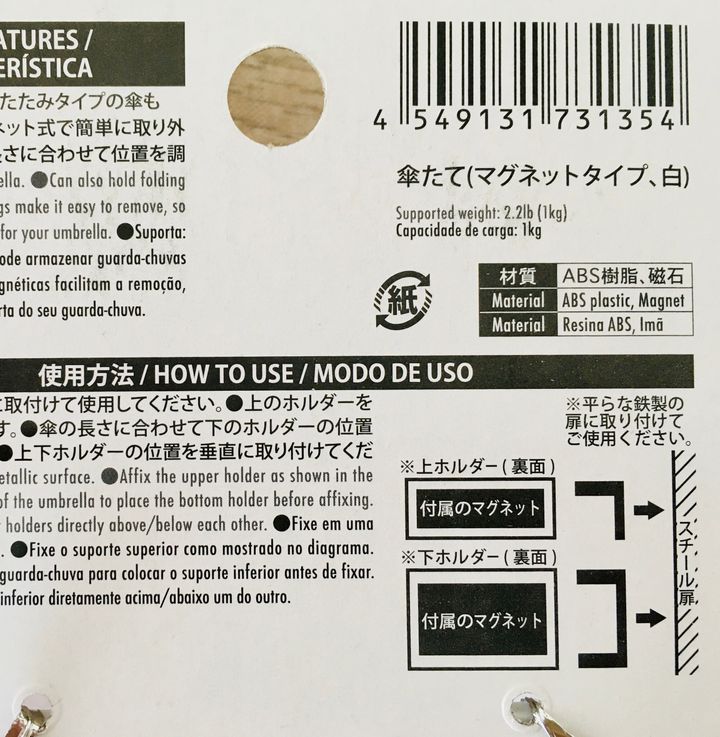 ATURES /
ERÍSTICA
たたみタイプの傘も
ネット式で簡単に取り外
長さに合わせて位置を調
ella. ●Can also hold folding
gs make it easy to remove, so
for your umbrella. ●Suporta:
ode armazenar guarda-chuvas
gnéticas facilitam a remoção,
rta do seu guarda-chuva.
4 549131 731354
傘たて(マグネットタイプ、白)
Supported weight: 2.2lb (1kg)
Capacidade de carga: 1kg
紙
材質 ABS樹脂、磁石
Material ABS plastic, Magnet
Material Resina ABS, Imã
使用方法 / HOW TO USE / MODO DE USO
に取付けて使用してください。●上のホルダーを
す。●傘の長さに合わせて下のホルダーの位置
●上下ホルダーの位置を垂直に取り付けてくだ
etallic surface. ●Affix the upper holder as shown in the
of the umbrella to place the bottom holder before affixing.
r holders directly above/below each other. ●Fixe em uma
. ●Fixe o suporte superior como mostrado no diagrama.
guarda-chuva para colocar o suporte inferior antes de fixar.
inferior diretamente acima/abaixo um do outro.
※平らな鉄製の
扉に取り付けて
ご使用ください。
※上ホルダー(裏面)
付属のマグネット
※下ホルダー(裏面)
付属のマグネット
スチール扉